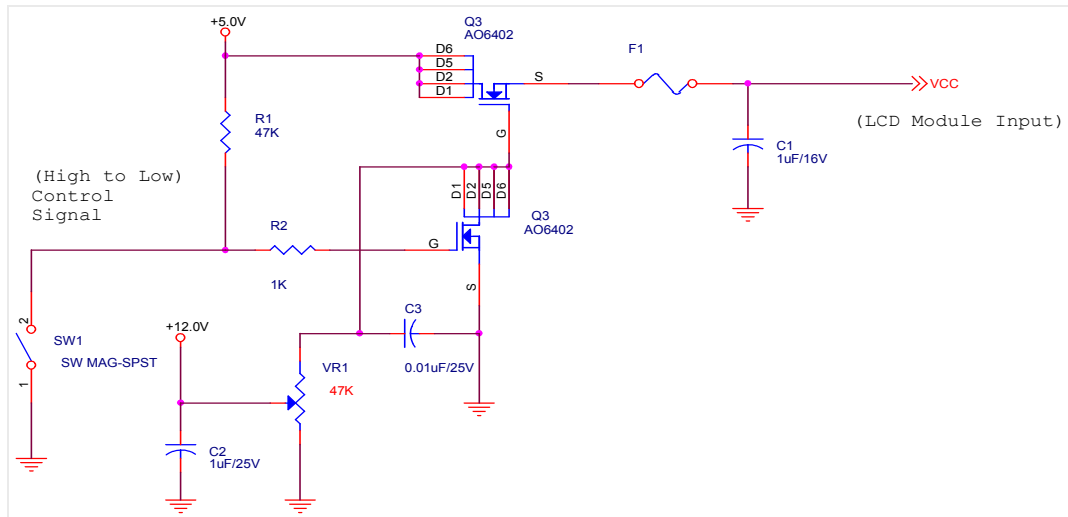 +5.0V
Q3
AO6402
D6
D5
D2
D1
S
G
F1
VCC
(LCD Module Input)
C1
1uF/16V
R1
47K
(High to Low)
Control
Signal
D1
D2
D5
D6
Q3
AO6402
R2
1K
G
S
2
SW1
SW MAG-SPST
1
+12.0V
C3
0.01uF/25V
VR1
47K
C2
1uF/25V